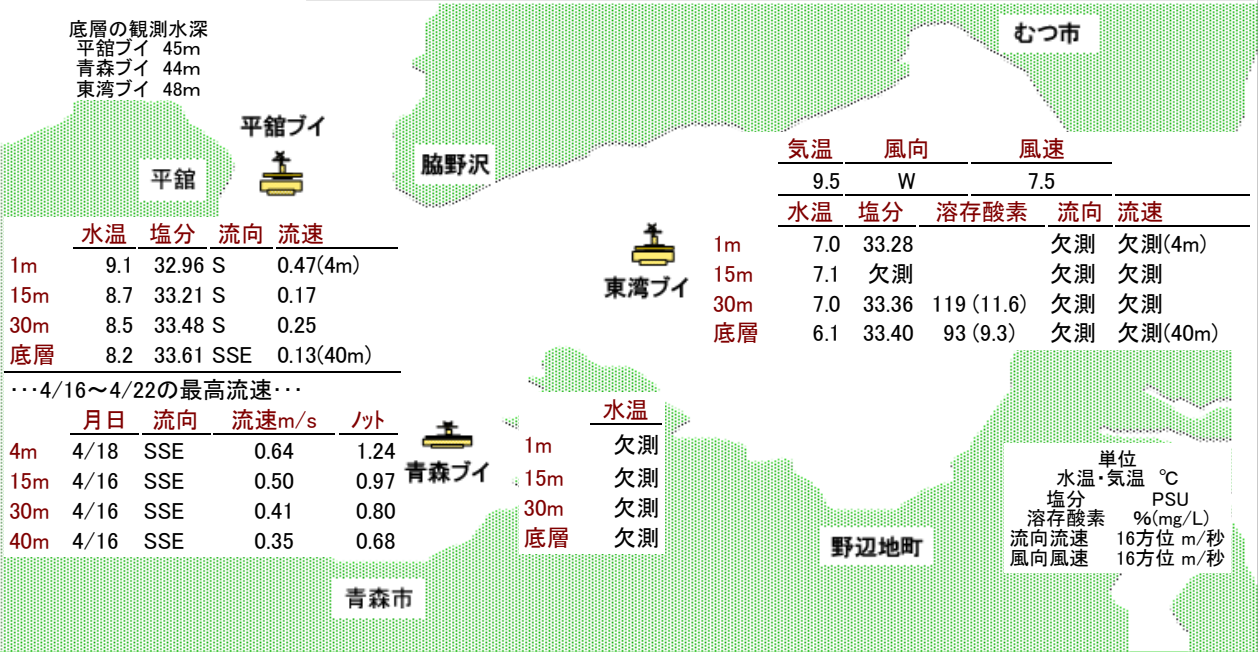 底層の観測水深
平舘ブイ 45m
青森ブイ 44m
東湾ブイ 48m
むつ市
平舘ブイ
脇野沢
平舘
気温 風向 風速
9.5 W 7.5
水温 塩分 溶存酸素 流向 流速
1m 7.0 33.28 欠測 欠測(4m)
15m 7.1 欠測 欠測 欠測
30m 7.0 33.36 119 (11.6) 欠測 欠測
底層 6.1 33.40 93 (9.3) 欠測 欠測(40m)
東湾ブイ
水温 塩分 流向 流速
1m 9.1 32.96 S 0.47(4m)
15m 8.7 33.21 S 0.17
30m 8.5 33.48 S 0.25
底層 8.2 33.61 SSE 0.13(40m)
･･･4/16～4/22の最高流速･･･
月日 流向 流速m/s ﾉｯﾄ
4m 4/18 SSE 0.64 1.24
15m 4/16 SSE 0.50 0.97
30m 4/16 SSE 0.41 0.80
40m 4/16 SSE 0.35 0.68
青森ブイ
水温
1m 欠測
15m 欠測
30m 欠測
底層 欠測
単位
水温･気温 ℃
塩分 PSU
溶存酸素 %(mg/L)
流向流速 16方位 m/秒
風向風速 16方位 m/秒
野辺地町
青森市